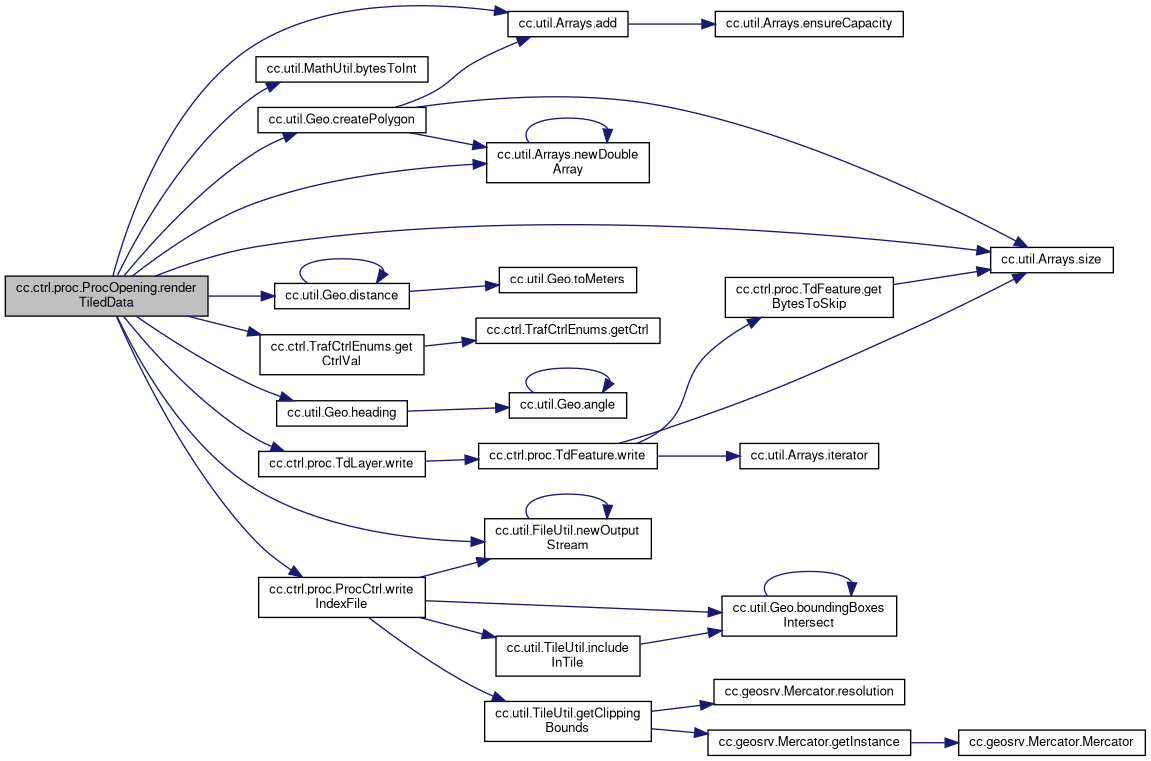 cc.util.Arrays.add
cc.util.Arrays.ensureCapacity
cc.util.MathUtil.bytesToInt
cc.util.Geo.createPolygon
cc.util.Arrays.newDouble
Array
cc.util.Arrays.size
cc.ctrl.proc.ProcOpening.render
TiledData
cc.util.Geo.distance
cc.util.Geo.toMeters
cc.ctrl.proc.TdFeature.get
BytesToSkip
cc.ctrl.TrafCtrlEnums.get
CtrlVal
cc.ctrl.TrafCtrlEnums.getCtrl
cc.util.Geo.heading
cc.util.Geo.angle
cc.ctrl.proc.TdLayer.write
cc.ctrl.proc.TdFeature.write
cc.util.Arrays.iterator
cc.util.FileUtil.newOutput
Stream
cc.ctrl.proc.ProcCtrl.write
IndexFile
cc.util.Geo.boundingBoxes
Intersect
cc.util.TileUtil.include
InTile
cc.util.TileUtil.getClipping
Bounds
cc.geosrv.Mercator.resolution
cc.geosrv.Mercator.getInstance
cc.geosrv.Mercator.Mercator